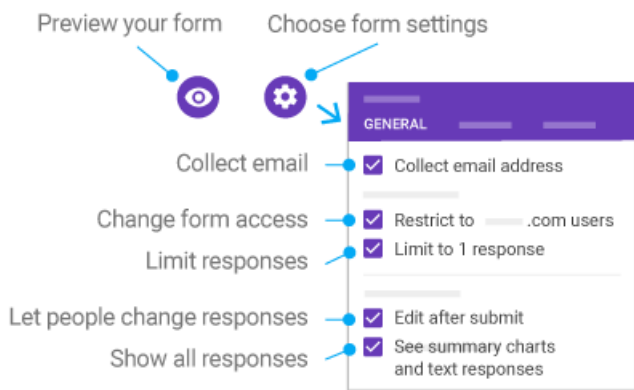 Preview your form
Choose form settings
GENERAL
Collect email
Collect email address
Change form access
Restrict to .com users
Limit responses
Limit to 1 response
Let people change responses
Edit after submit
Show all responses
See summary charts
and text responses